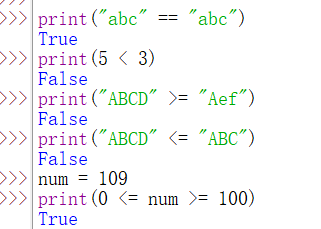 >>> print("abc" == "abc")
True
>>> print(5 < 3)
False
>>> print("ABCD" >= "Aef")
False
>>> print("ABCD" <= "ABC")
False
>>> num = 109
>>> print(0 <= num >= 100)
True